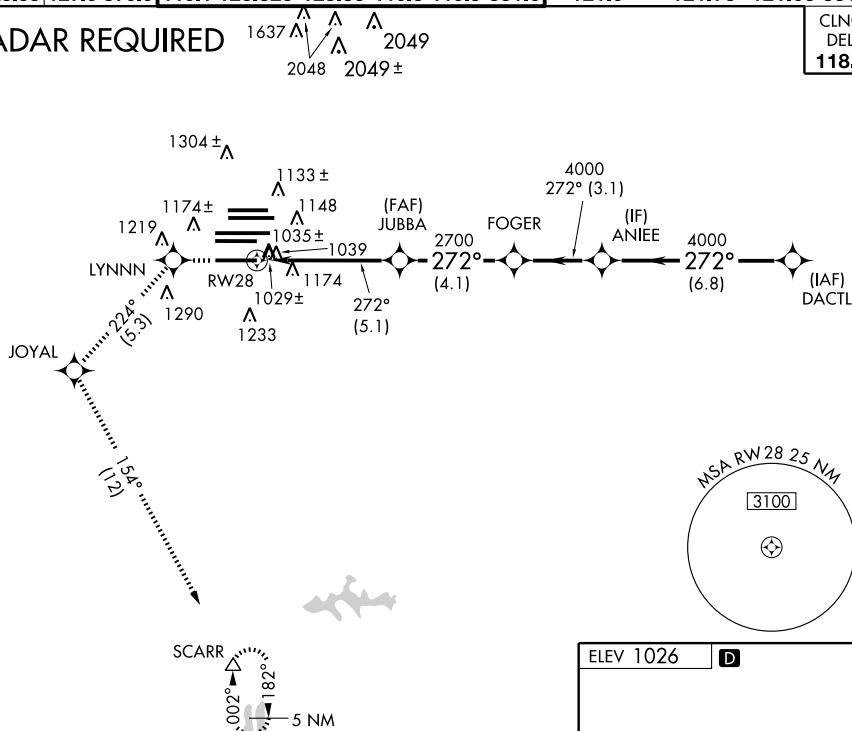 ADAR REQUIRED
1637
2048
2049
2049±
CLNC
DEL
118.
1304±
1133±
1174±
1148
1219
1035±
1039
LYNNN
RW28
1174
1029±
1290
1233
(FAF)
JUBBA
272°
(5.1)
2700
272°
(4.1)
FOGER
4000
272° (3.1)
(IF)
ANIEE
4000
272°
(6.8)
(IAF)
DACTL
224°
(5.3)
JOYAL
154°
(12)
MSA RW 28 25 NM
3100
SCARR
002°
182°
5 NM
ELEV 1026
D